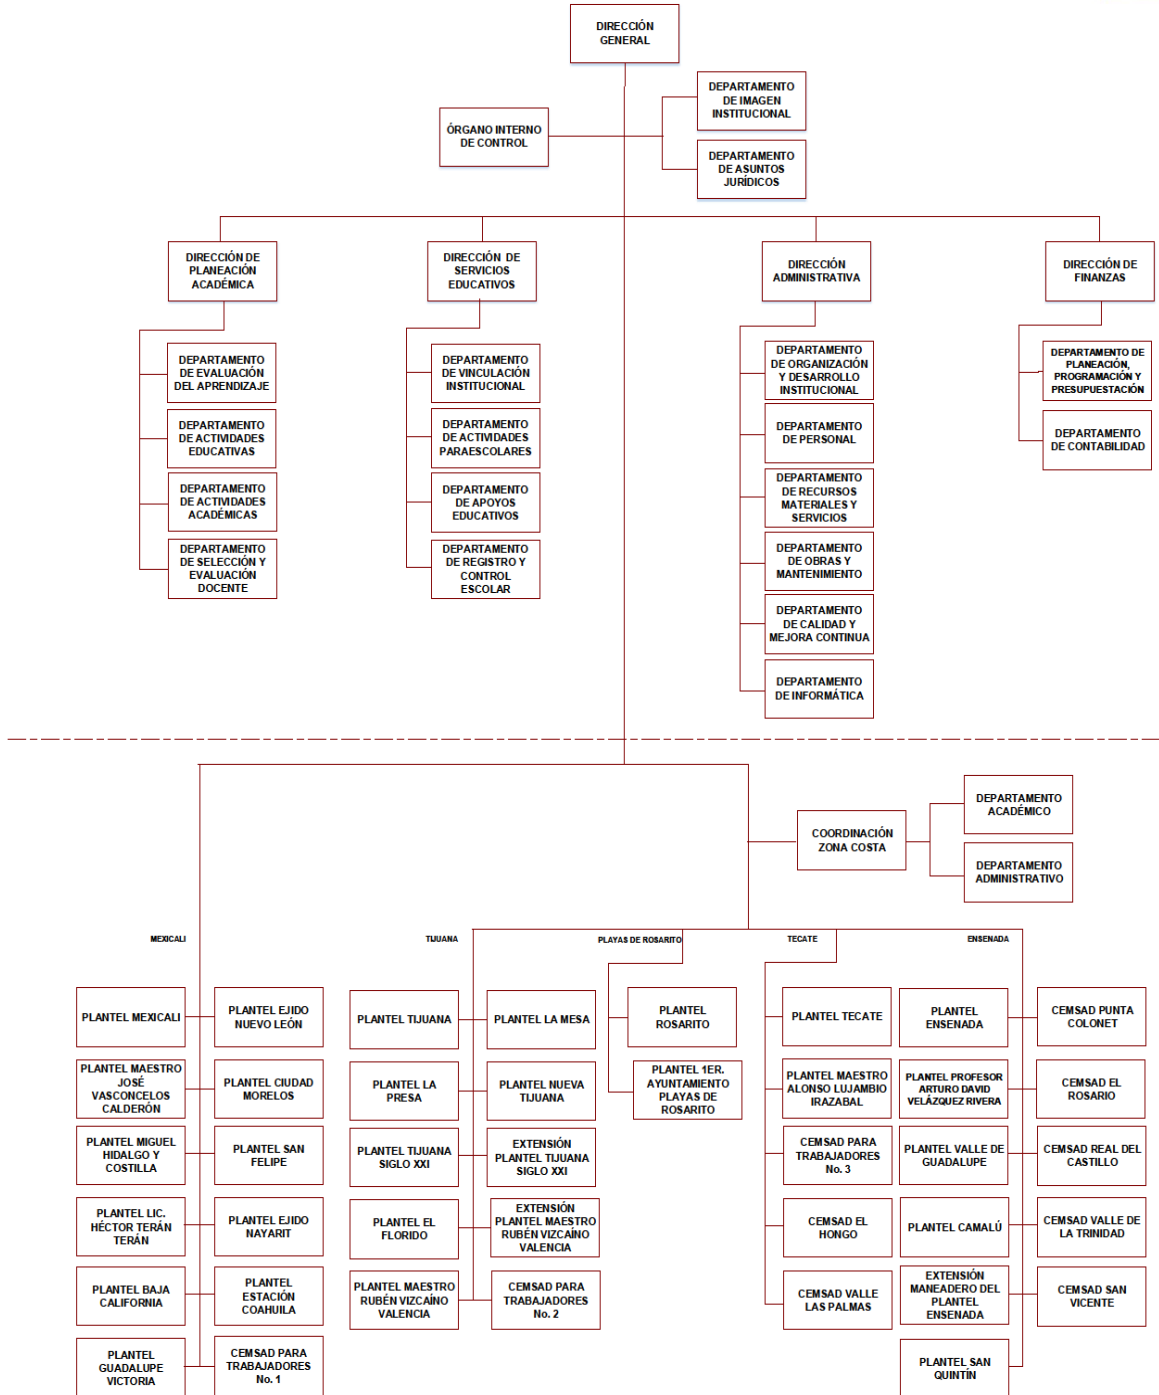 DIRECCIÓN
GENERAL
DEPARTAMENTO
DE IMAGEN
INSTITUCIONAL
ÓRGANO INTERNO
DE CONTROL
DEPARTAMENTO
DE ASUNTOS
JURÍDICOS
DIRECCIÓN DE
PLANEACIÓN
ACADÉMICA
DIRECCIÓN DE
SERVICIOS
EDUCATIVOS
DIRECCIÓN
ADMINISTRATIVA
DIRECCIÓN DE
FINANZAS
DEPARTAMENTO
DE EVALUACIÓN
DEL APRENDIZAJE
DEPARTAMENTO
DE ACTIVIDADES
EDUCATIVAS
DEPARTAMENTO
DE ACTIVIDADES
ACADÉMICAS
DEPARTAMENTO
DE SELECCIÓN Y
EVALUACIÓN
DOCENTE
DEPARTAMENTO
DE VINCULACIÓN
INSTITUCIONAL
DEPARTAMENTO
DE ACTIVIDADES
PARAESCOLARES
DEPARTAMENTO
DE APOYOS
EDUCATIVOS
DEPARTAMENTO
DE REGISTRO Y
CONTROL
ESCOLAR
DEPARTAMENTO
DE ORGANIZACIÓN
Y DESARROLLO
INSTITUCIONAL
DEPARTAMENTO
DE PERSONAL
DEPARTAMENTO
DE RECURSOS
MATERIALES Y
SERVICIOS
DEPARTAMENTO
DE OBRAS Y
MANTENIMIENTO
DEPARTAMENTO
DE CALIDAD Y
MEJORA CONTINUA
DEPARTAMENTO
DE INFORMÁTICA
DEPARTAMENTO DE
PLANEACIÓN,
PROGRAMACIÓN Y
PRESUPUESTACIÓN
DEPARTAMENTO
DE CONTABILIDAD
COORDINACIÓN
ZONA COSTA
DEPARTAMENTO
ACADÉMICO
DEPARTAMENTO
ADMINISTRATIVO
MEXICALI
PLANTEL MEXICALI
PLANTEL EJIDO
NUEVO LEÓN
PLANTEL MAESTRO
JOSÉ
VASCONCELOS
CALDERÓN
PLANTEL CIUDAD
MORELOS
PLANTEL MIGUEL
HIDALGO Y
COSTILLA
PLANTEL SAN
FELIPE
PLANTEL LIC.
HÉCTOR TERÁN
TERÁN
PLANTEL EJIDO
NAYARIT
PLANTEL BAJA
CALIFORNIA
PLANTEL
ESTACIÓN
COAHUILA
PLANTEL
GUADALUPE
VICTORIA
CEMSAD PARA
TRABAJADORES
No. 1
TIJUANA
PLANTEL TIJUANA
PLANTEL LA MESA
PLANTEL LA
PRESA
PLANTEL NUEVA
TIJUANA
PLANTEL TIJUANA
SIGLO XXI
EXTENSIÓN
PLANTEL TIJUANA
SIGLO XXI
PLANTEL EL
FLORIDO
EXTENSIÓN
PLANTEL MAESTRO
RUBÉN VIZCAÍNO
VALENCIA
PLANTEL MAESTRO
RUBÉN VIZCAÍNO
VALENCIA
CEMSAD PARA
TRABAJADORES
No. 2
PLAYAS DE ROSARITO
PLANTEL
ROSARITO
PLANTEL 1ER.
AYUNTAMIENTO
PLAYAS DE
ROSARITO
TECATE
PLANTEL TECATE
PLANTEL MAESTRO
ALONSO LUJAMBIO
IRAZABAL
CEMSAD PARA
TRABAJADORES
No. 3
CEMSAD EL
HONGO
CEMSAD VALLE
LAS PALMAS
ENSENADA
PLANTEL
ENSENADA
CEMSAD PUNTA
COLONET
PLANTEL PROFESOR
ARTURO DAVID
VELÁZQUEZ RIVERA
CEMSAD EL
ROSARIO
PLANTEL VALLE DE
GUADALUPE
CEMSAD REAL DEL
CASTILLO
PLANTEL CAMALÚ
CEMSAD VALLE DE
LA TRINIDAD
EXTENSIÓN
MANEADERO DEL
PLANTEL
ENSENADA
CEMSAD SAN
VICENTE
PLANTEL SAN
QUINTÍN